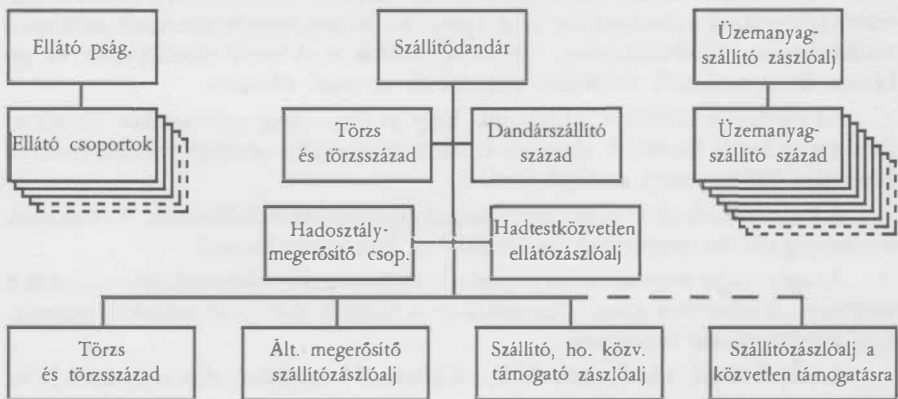 Ellátó pság.
Szállítódandár
Üzemanyag-
szállító zászlóalj
Ellátó csoportok
Törzs
és törzsszázad
Dandárszállító
század
Üzemanyag-
szállító század
Hadosztály-
megerősítő csop.
Hadtestközvetlen
ellátózászlóalj
Törzs
és törzsszázad
Ált. megerősítő
szállítózászlóalj
Szállító, ho. közv.
támogató zászlóalj
Szállítózászlóalj a
közvetlen támogatásra